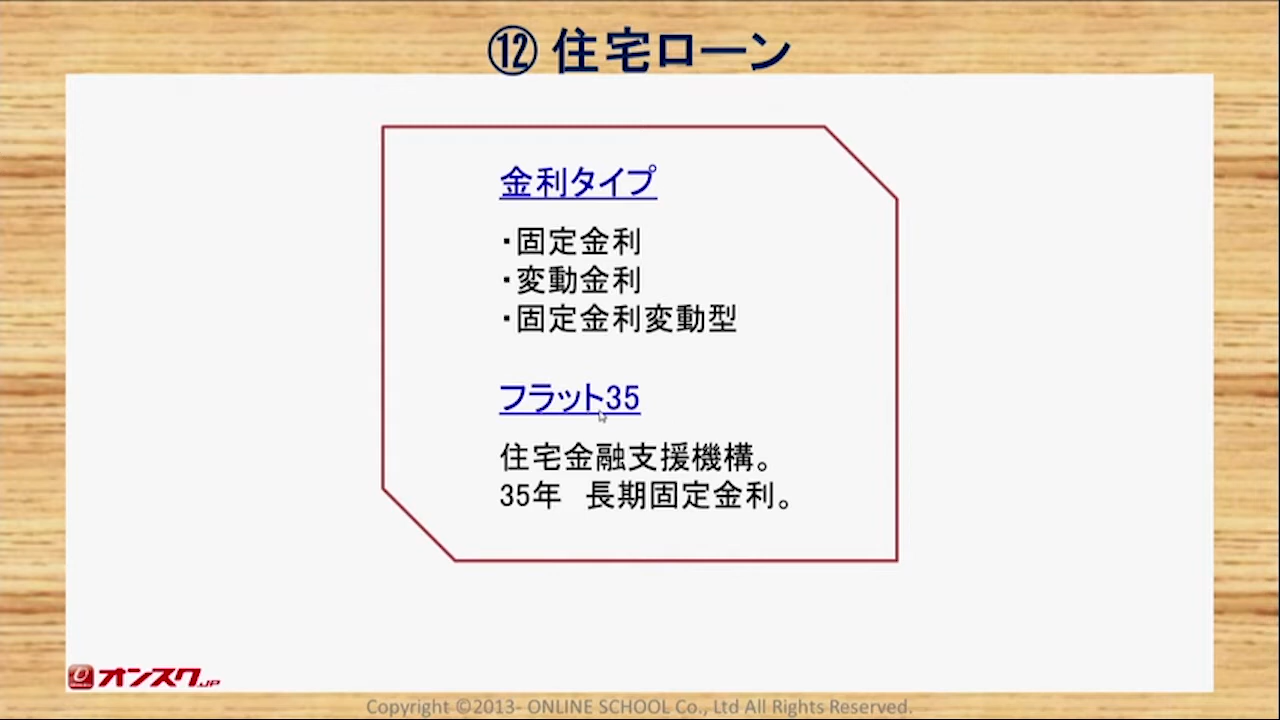 ⑫ 住宅ローン
金利タイプ
・固定金利
・変動金利
・固定金利変動型
フラット35
住宅金融支援機構。
35年　長期固定金利。
オンスク.JP
Copyright ©2013- ONLINE SCHOOL Co., Ltd All Rights Reserved.